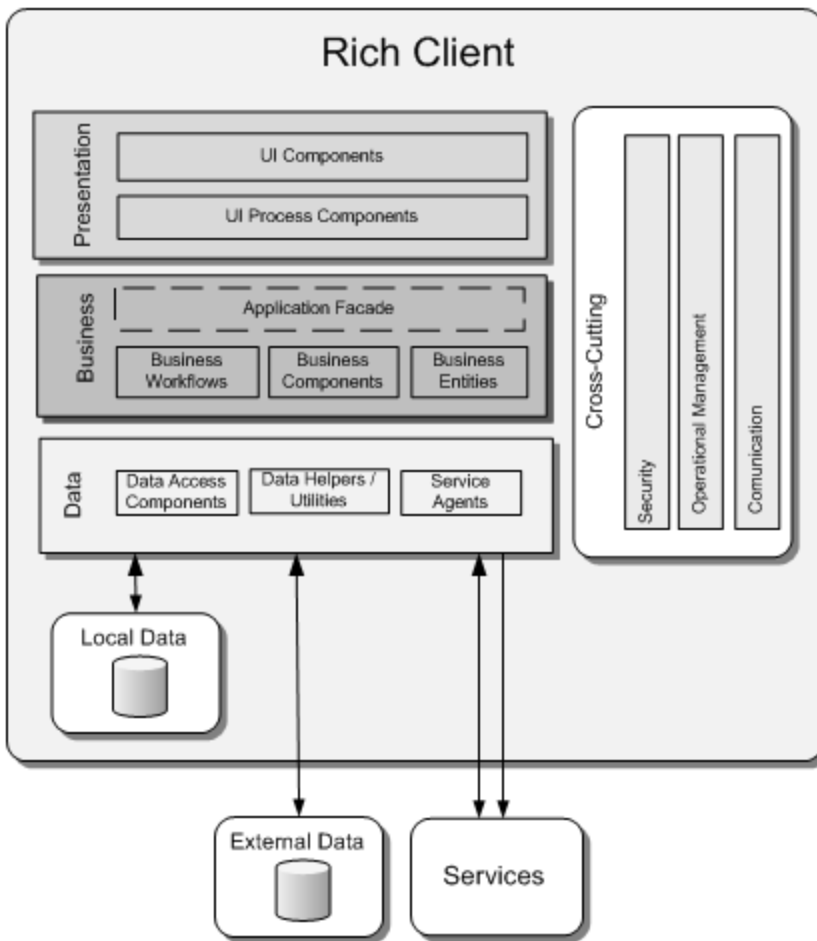 Rich Client
Presentation
UI Components
UI Process Components
Business
Application Facade
Business
Workflows
Business
Components
Business
Entities
Data
Data Access
Components
Data Helpers /
Utilities
Service
Agents
Cross-Cutting
Security
Operational Management
Comunication
Local Data
External Data
Services